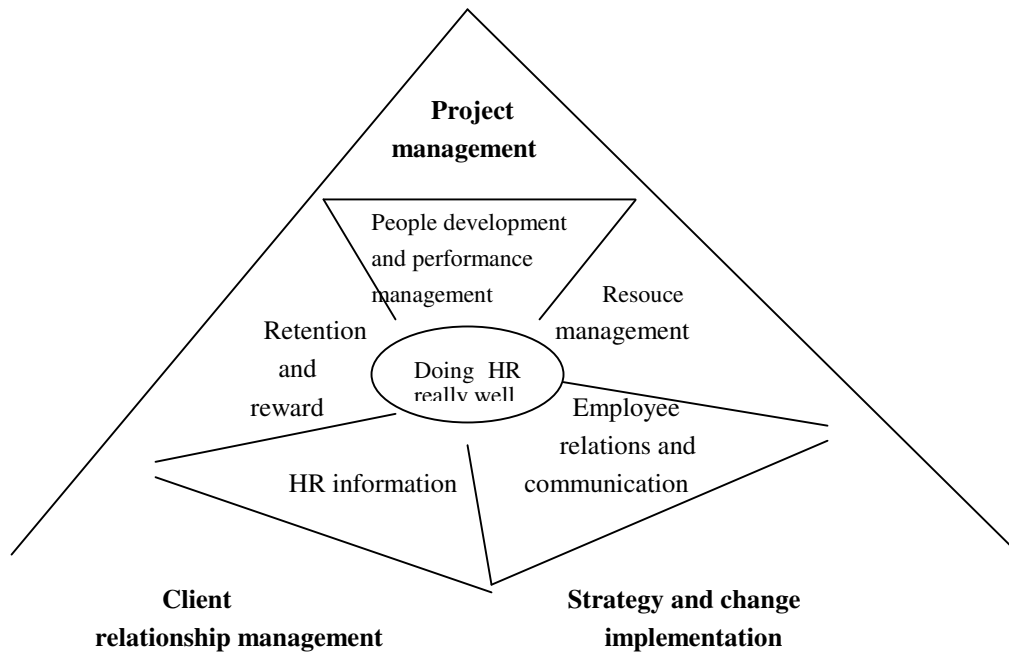 Project
management
People development
and performance
management
Resouce
management
Retention
and
reward
Doing HR
really well
Employee
relations and
communication
HR information
Client
relationship management
Strategy and change
implementation